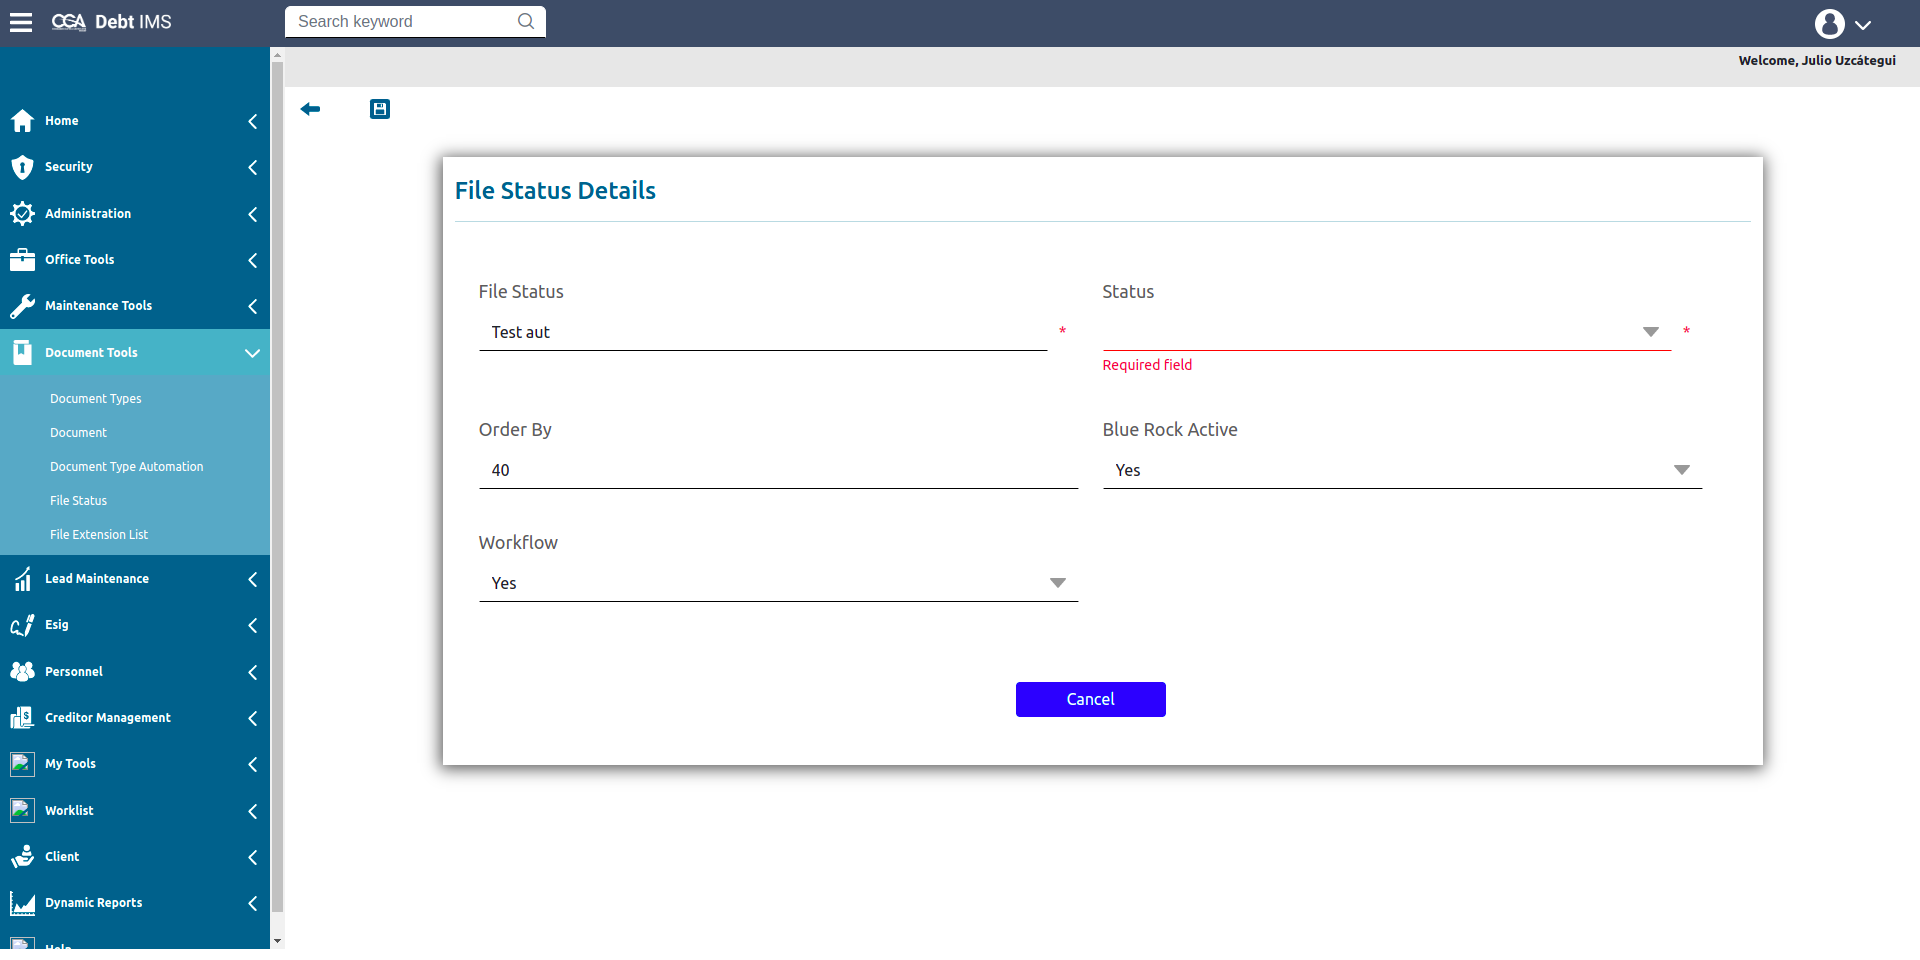 CGA Debt IMS
Search keyword
Welcome, Julio Uzcátegui
Home
Security
Administration
Office Tools
Maintenance Tools
Document Tools
Document Types
Document
Document Type Automation
File Status
File Extension List
Lead Maintenance
Esig
Personnel
Creditor Management
My Tools
Worklist
Client
Dynamic Reports
Help
File Status Details
File Status
Test aut *
Status
*
Required field
Order By
40
Blue Rock Active
Yes
Workflow
Yes
Cancel